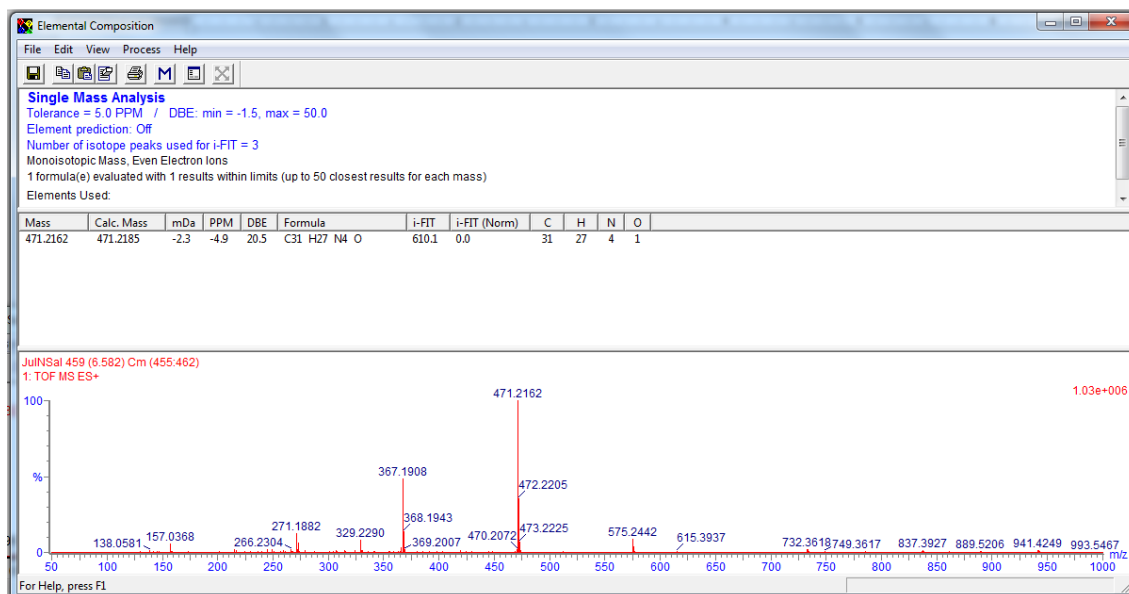 Elemental Composition
File Edit View Process Help
Single Mass Analysis
Tolerance = 5.0 PPM / DBE: min = -1.5, max = 50.0
Element prediction: Off
Number of isotope peaks used for i-FIT = 3
Monoisotopic Mass, Even Electron Ions
1 formula(e) evaluated with 1 results within limits (up to 50 closest results for each mass)
Elements Used:
Mass Calc. Mass mDa PPM DBE Formula i-FIT i-FIT (Norm) C H N O
471.2162 471.2185 -2.3 -4.9 20.5 C31 H27 N4 O 610.1 0.0 31 27 4 1
JulNSal 459 (6.582) Cm (455:462)
1: TOF MS ES+
1.03e+006
100
%
0
471.2162
367.1908
472.2205
368.1943
473.2225
271.1882
329.2290
470.2072
575.2442
157.0368
138.0581
266.2304
369.2007
615.3937
732.3618
749.3617
837.3927
889.5206
941.4249
993.5467
m/z
50 100 150 200 250 300 350 400 450 500 550 600 650 700 750 800 850 900 950 1000
For Help, press F1